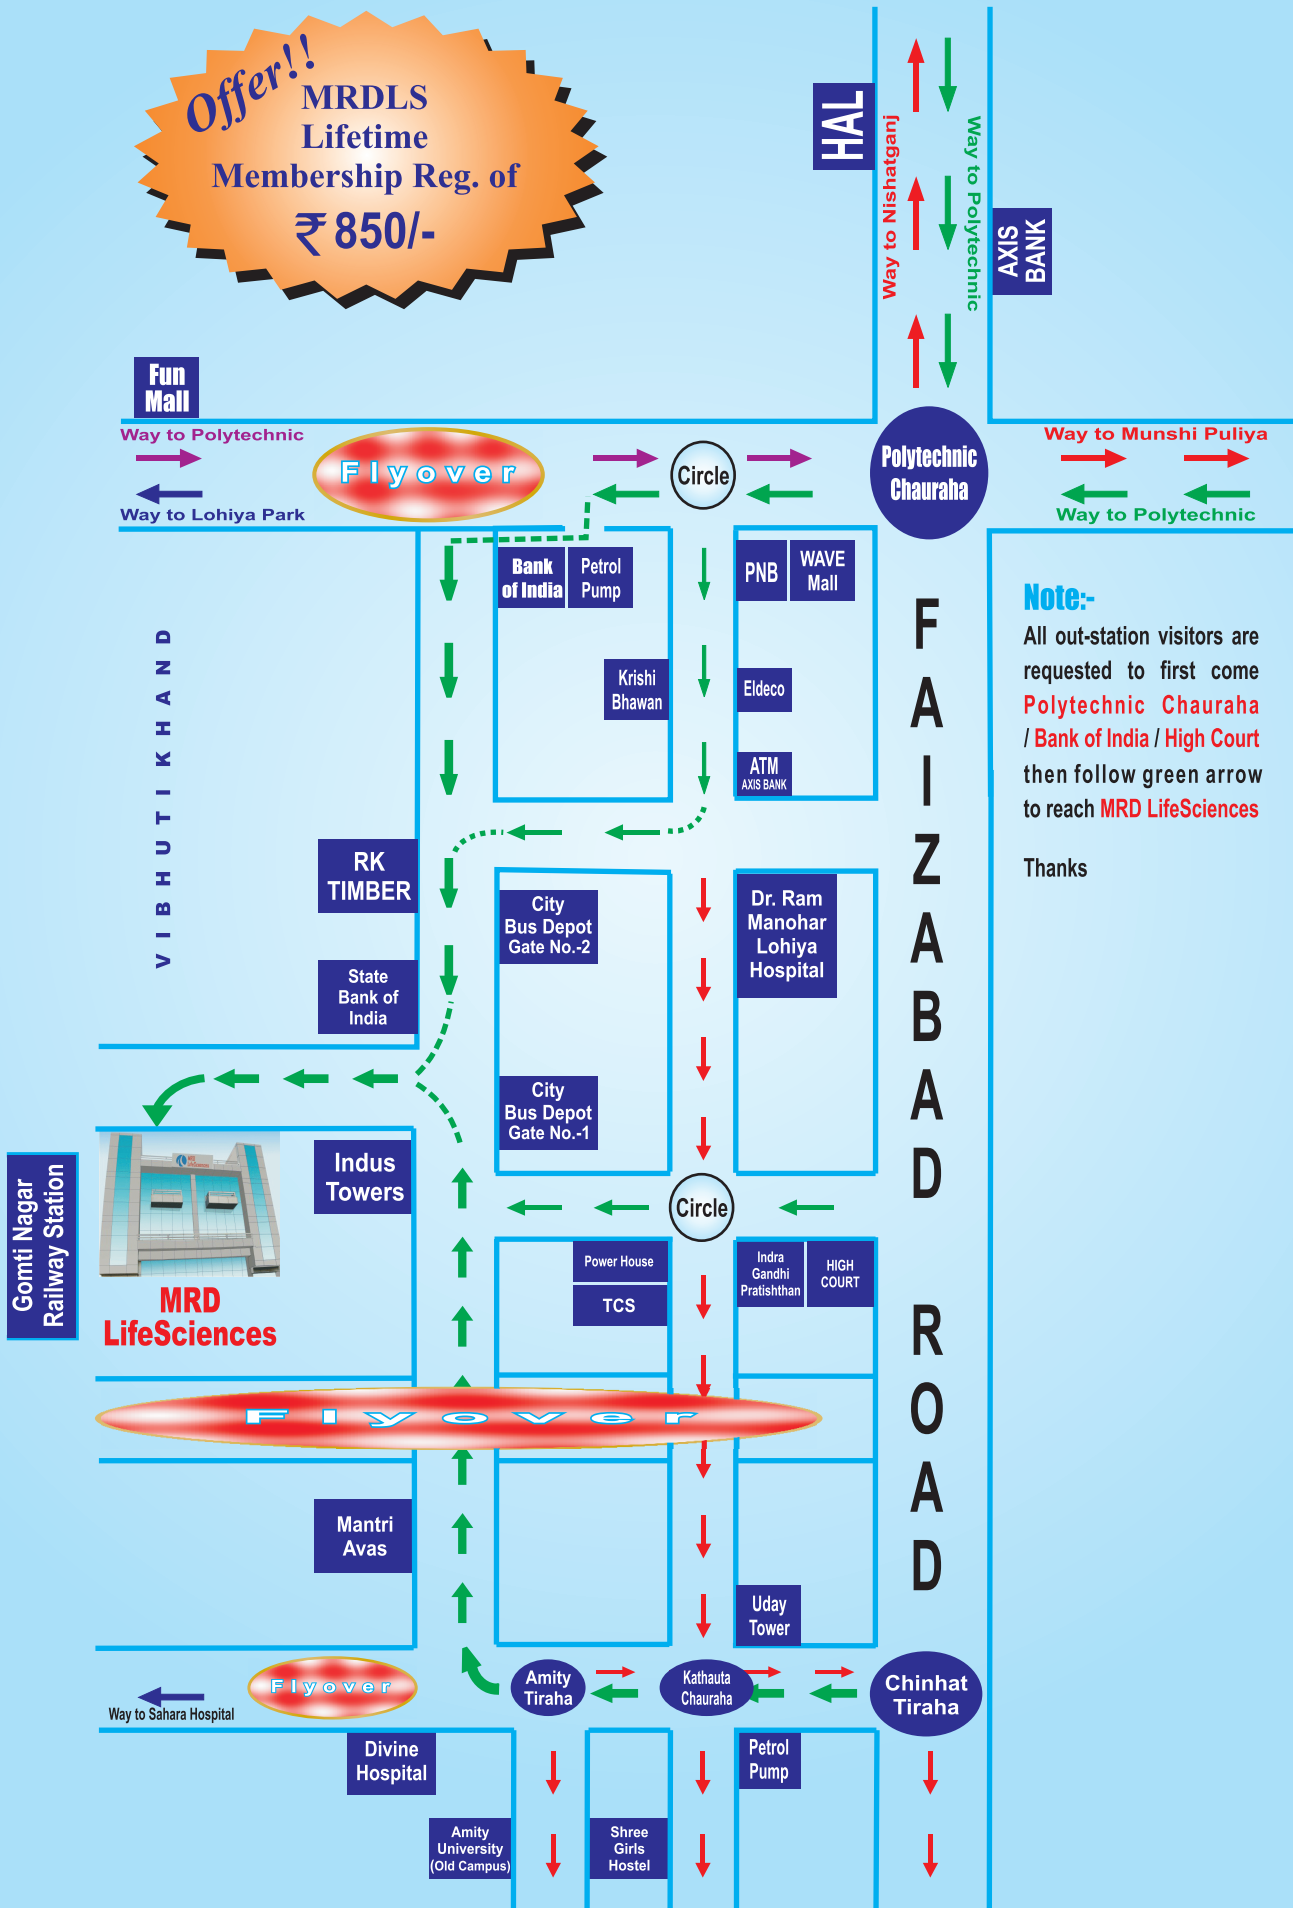 Offer!!
MRDLS
Lifetime
Membership Reg. of
₹ 850/-
HAL
Way to Nishatganj
Way to Polytechnic
AXIS
BANK
Fun
Mall
Way to Polytechnic
Way to Lohiya Park
Flyover
Circle
Polytechnic
Chauraha
Way to Munshi Puliya
Way to Polytechnic
Bank
of India
Petrol
Pump
PNB
WAVE
Mall
Krishi
Bhawan
Eldeco
ATM
AXIS BANK
VIBHUTI KHAND
FAIZABAD ROAD
Note:-
All out-station visitors are
requested to first come
Polytechnic Chauraha
/ Bank of India / High Court
then follow green arrow
to reach MRD LifeSciences
Thanks
RK
TIMBER
State
Bank of
India
City
Bus Depot
Gate No.-2
Dr. Ram
Manohar
Lohiya
Hospital
City
Bus Depot
Gate No.-1
Gomti Nagar
Railway Station
MRD
LifeSciences
Indus
Towers
Circle
Power House
TCS
Indra
Gandhi
Pratishthan
HIGH
COURT
Flyover
Mantri
Avas
Uday
Tower
Way to Sahara Hospital
Flyover
Amity
Tiraha
Kathauta
Chauraha
Chinhat
Tiraha
Divine
Hospital
Petrol
Pump
Amity
University
(Old Campus)
Shree
Girls
Hostel